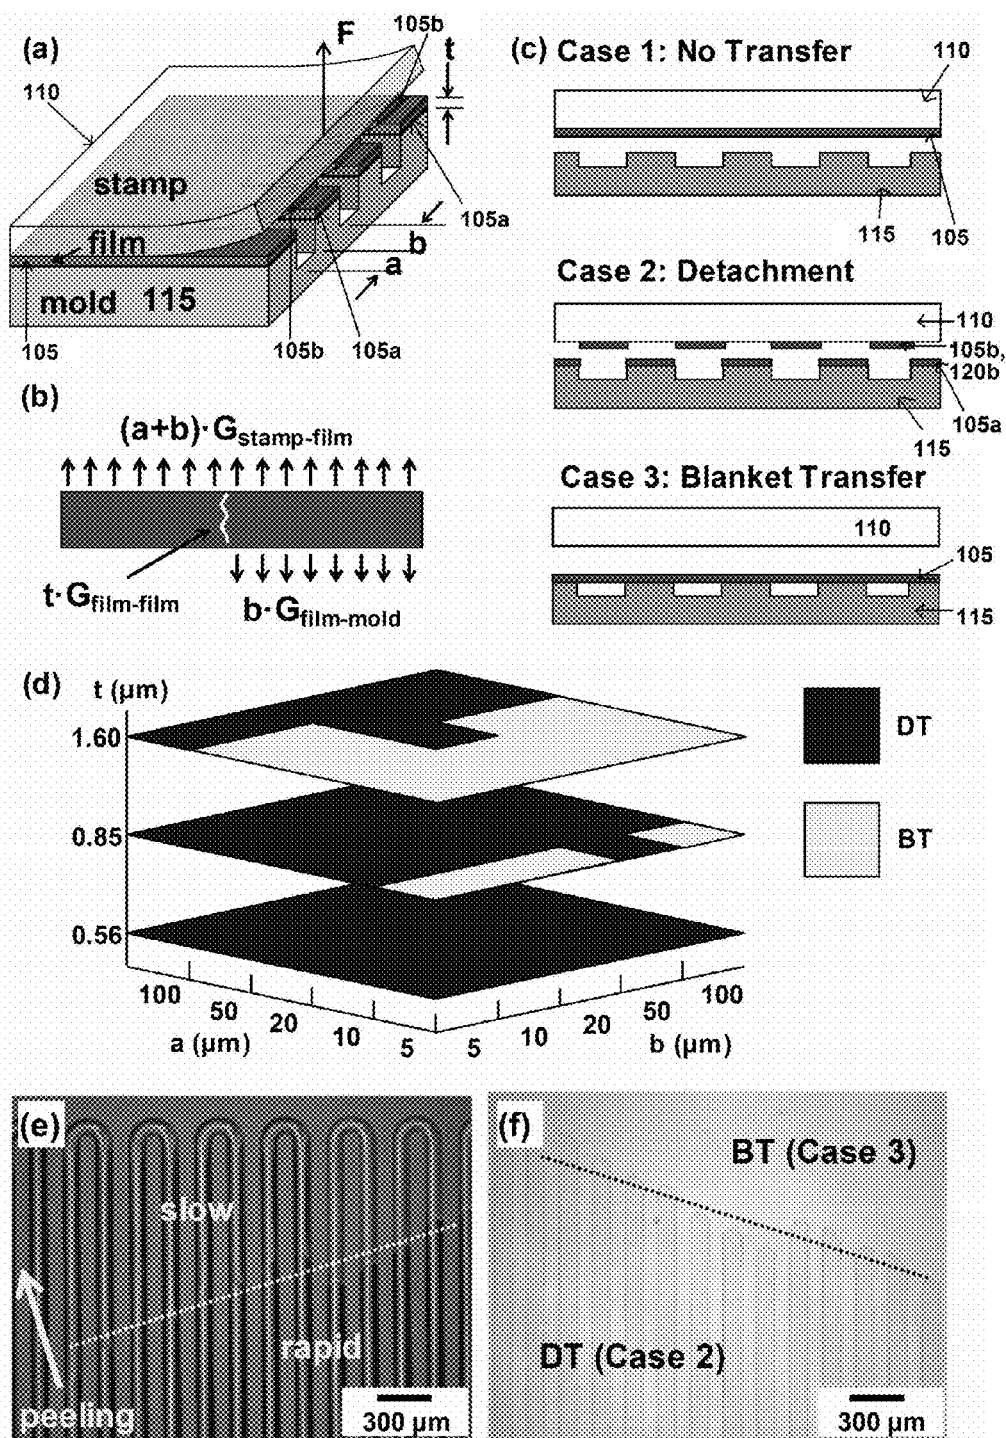 (a)
F
105b
t
110
stamp
film
105a
b
a
mold 115
105
105b
105a
(b)
(a+b)·Gstamp-film
t·Gfilm-film
b·Gfilm-mold
(c) Case 1: No Transfer
110
115
105
Case 2: Detachment
110
105b,
120b
105a
115
Case 3: Blanket Transfer
110
105
115
(d)
t (µm)
1.60
0.85
0.56
100
50
20
10
5
a (µm)
5
10
20
50
100
b (µm)
DT
BT
(e)
slow
rapid
peeling
300 µm
(f)
BT (Case 3)
DT (Case 2)
300 µm